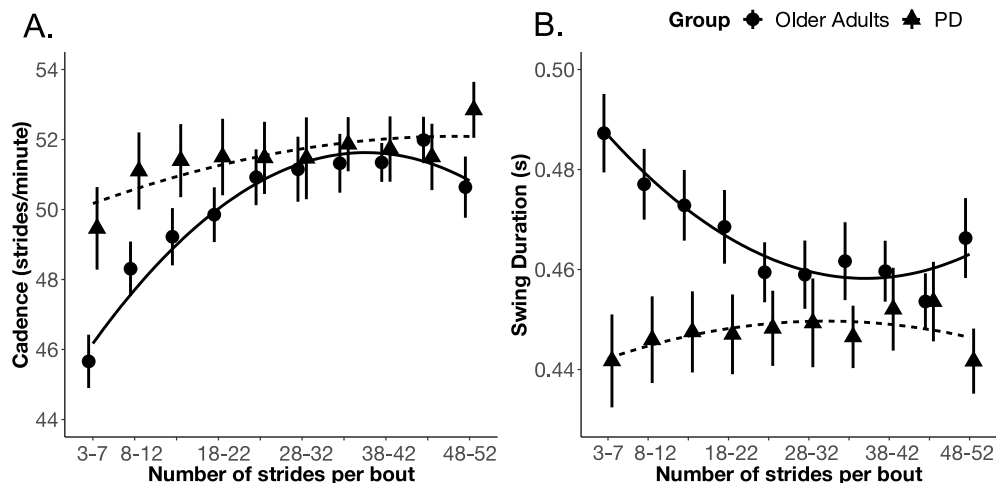 A.
B.
Group Older Adults PD
Cadence (strides/minute)
54
52
50
48
46
44
3-7 8-12 18-22 28-32 38-42 48-52
Number of strides per bout
Swing Duration (s)
0.50
0.48
0.46
0.44
3-7 8-12 18-22 28-32 38-42 48-52
Number of strides per bout